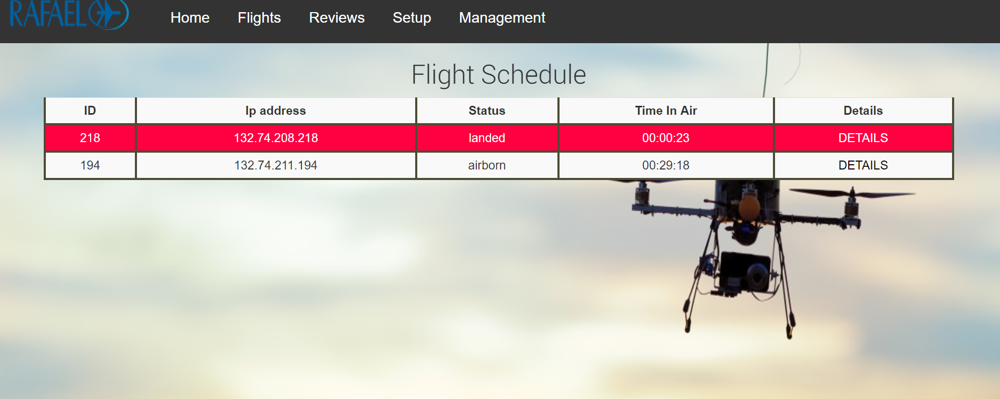 RAFAEL
Home Flights Reviews Setup Management
Flight Schedule
ID Ip address Status Time In Air Details
218 132.74.208.218 landed 00:00:23 DETAILS
194 132.74.211.194 airborn 00:29:18 DETAILS